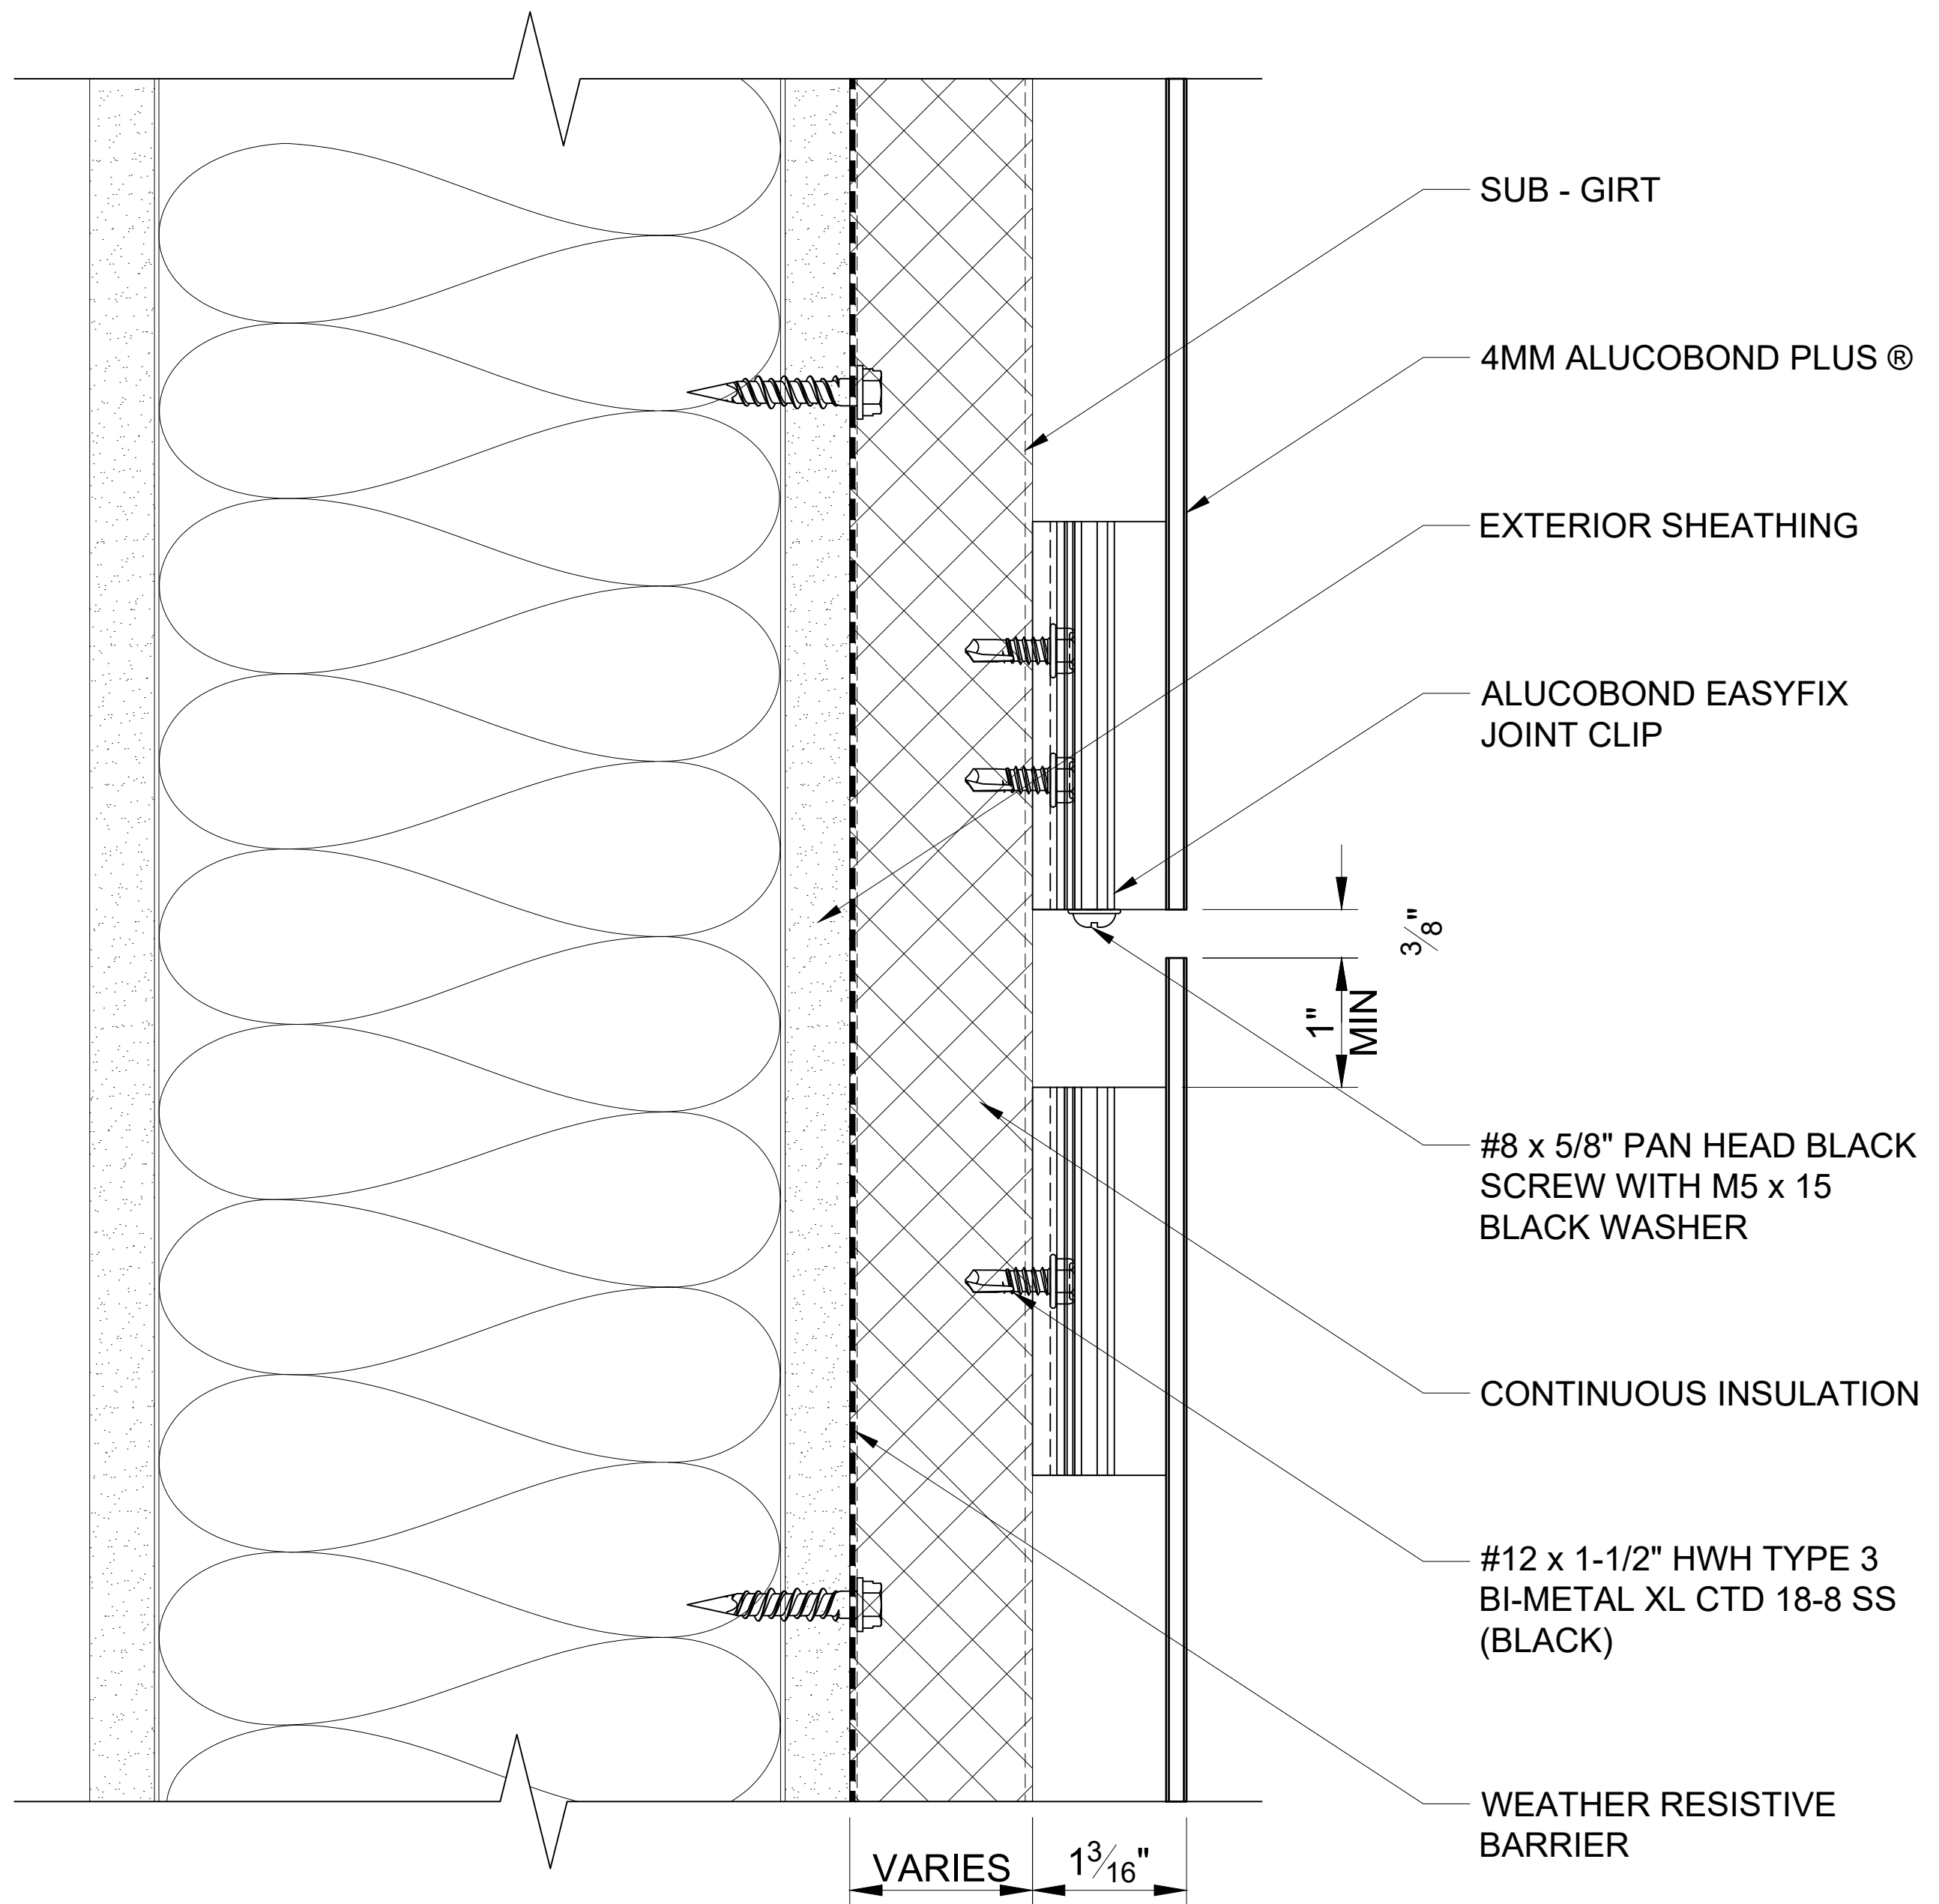 SUB - GIRT
4MM ALUCOBOND PLUS ®
EXTERIOR SHEATHING
ALUCOBOND EASYFIX
JOINT CLIP
3/8"
1"
MIN
#8 x 5/8" PAN HEAD BLACK
SCREW WITH M5 x 15
BLACK WASHER
CONTINUOUS INSULATION
#12 x 1-1/2" HWH TYPE 3
BI-METAL XL CTD 18-8 SS
(BLACK)
WEATHER RESISTIVE
BARRIER
VARIES
1 3/16"